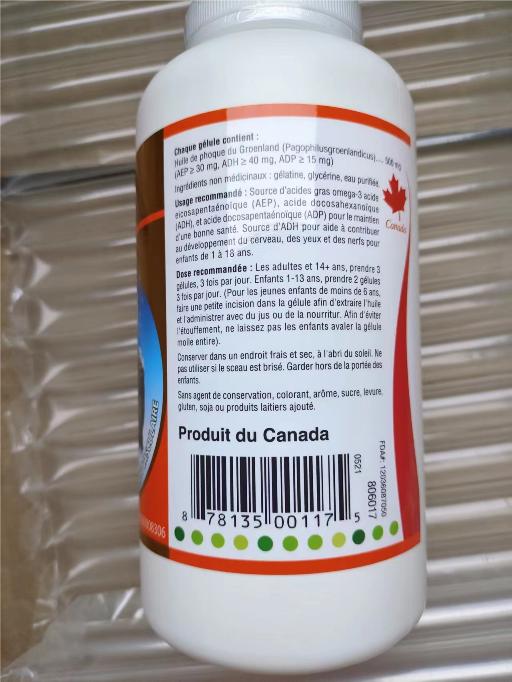 Chaque gélule contient :
Huile de phoque du Groenland (Pagophilusgroenlandicus).... 500 mg
(AEP ≥ 30 mg, ADH ≥ 40 mg, ADP ≥ 15 mg)
Ingrédients non médicinaux : gélatine, glycérine, eau purifiée.
Usage recommandé : Source d'acides gras omega-3 acide
eicosapentaénoïque (AEP), acide docosahexanoïque
(ADH), et acide docosapentaénoïque (ADP) pour le maintien
d'une bonne santé. Source d'ADH pour aide à contribuer
au développement du cerveau, des yeux et des nerfs pour
enfants de 1 à 18 ans.
Canada
Dose recommandée : Les adultes et 14+ ans, prendre 3
gélules, 3 fois par jour. Enfants 1-13 ans, prendre 2 gélules
3 fois par jour. (Pour les jeunes enfants de moins de 6 ans,
faire une petite incision dans la gélule afin d'extraire l'huile
et l'administrer avec du jus ou de la nourritur. Afin d'éviter
l'étouffement, ne laissez pas les enfants avaler la gélule
molle entire).
Conserver dans un endroit frais et sec, à l'abri du soleil. Ne
pas utiliser si le sceau est brisé. Garder hors de la portée des
enfants.
Sans agent de conservation, colorant, arôme, sucre, levure,
gluten, soja ou produits laitiers ajouté.
Produit du Canada
8 78135 00117 5
0521
806017
FDA#: 12036087050